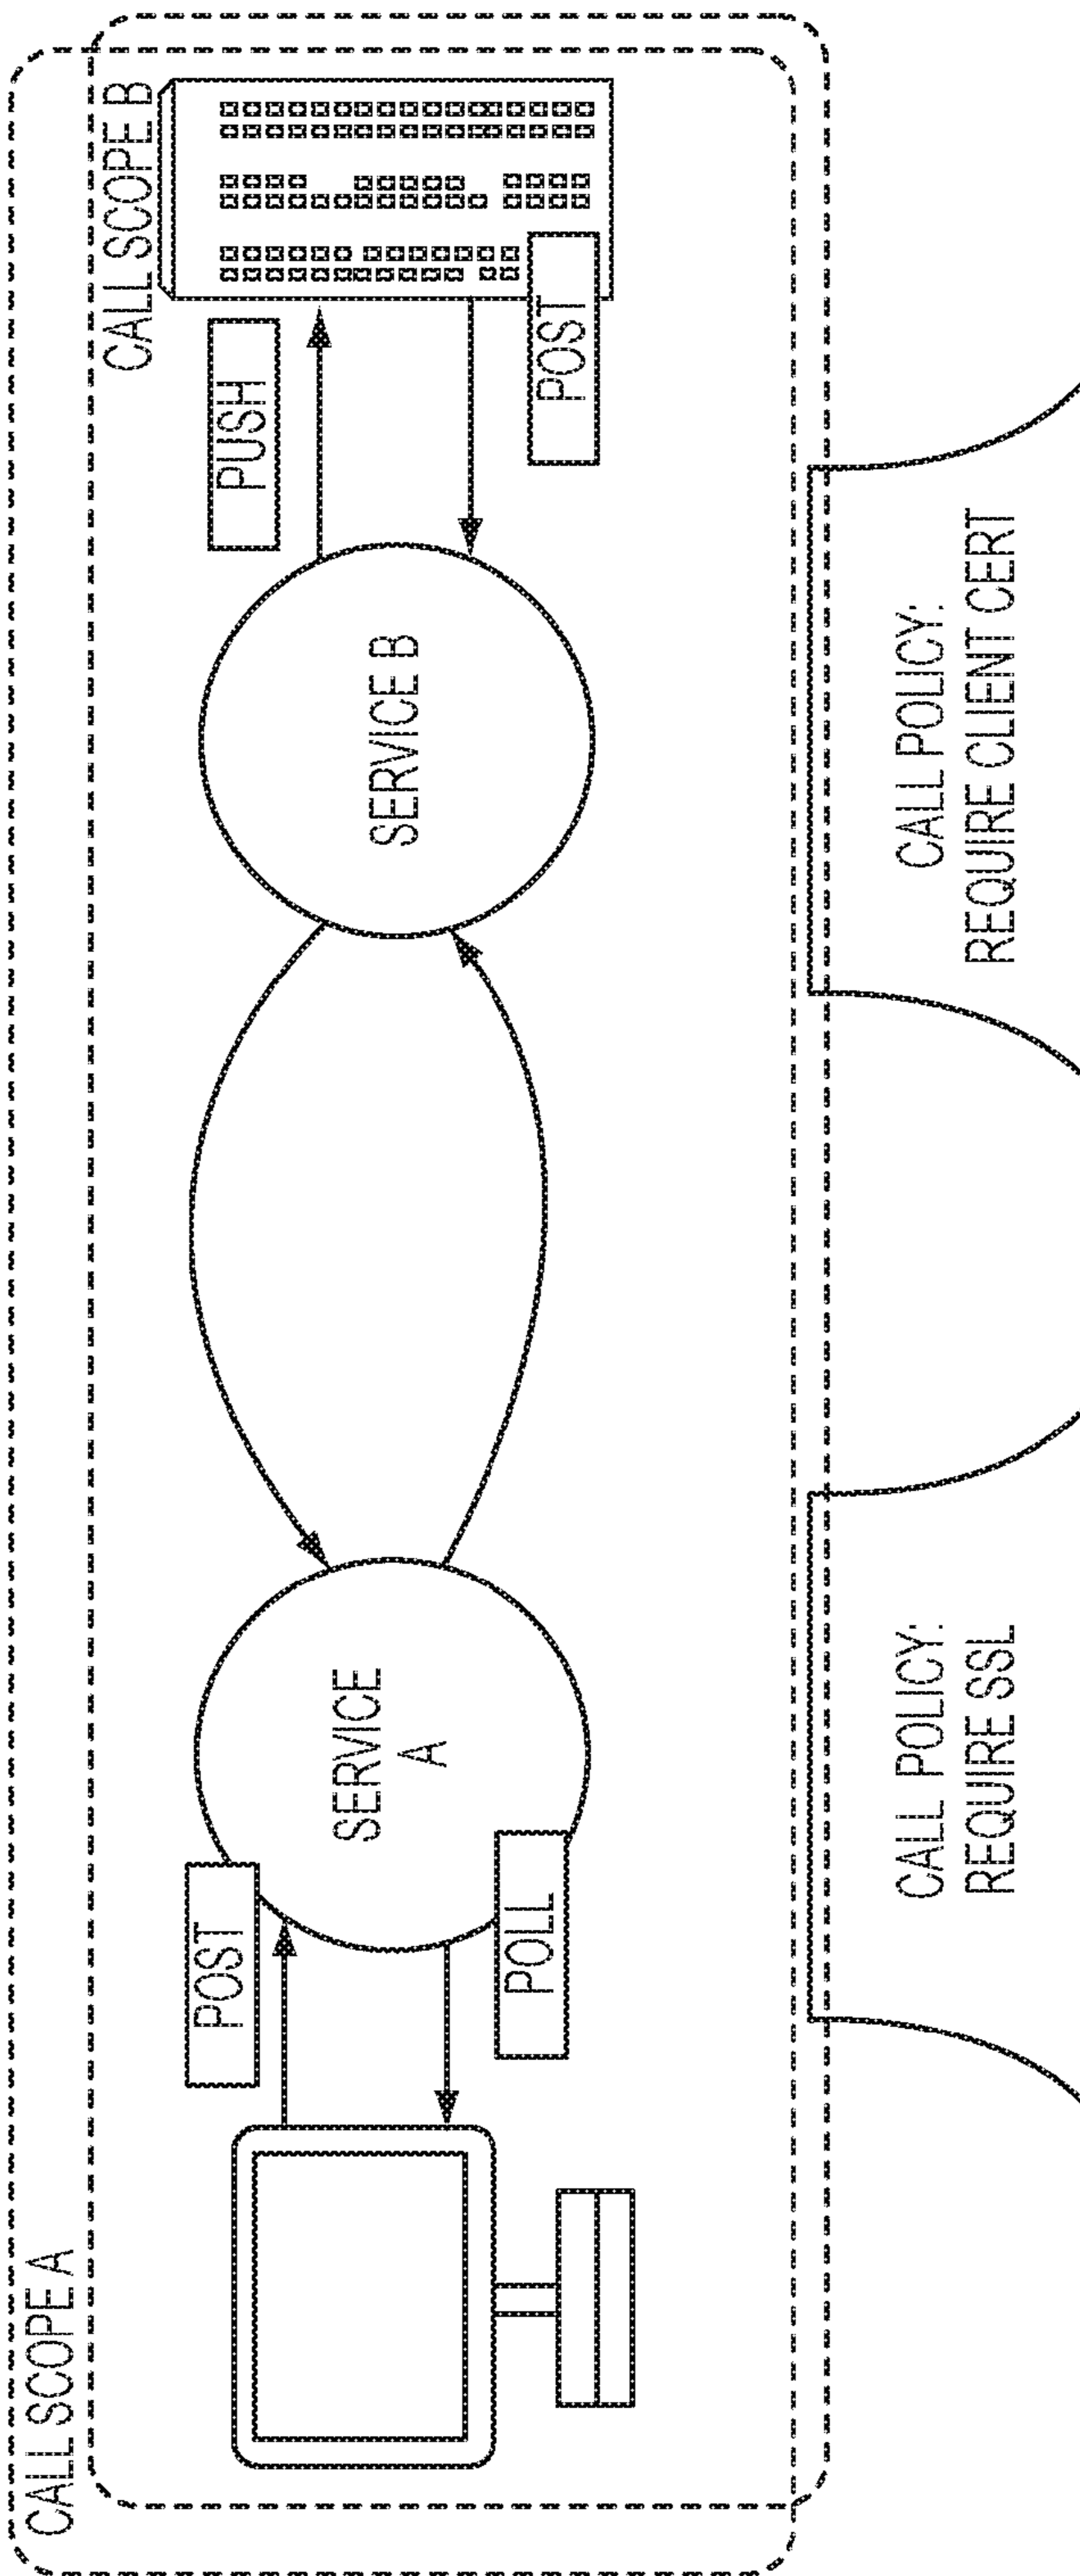 CALL SCOPE A
CALL SCOPE B
POST
PUSH
SERVICE
A
SERVICE B
POLL
POST
CALL POLICY:
REQUIRE SSL
CALL POLICY:
REQUIRE CLIENT CERT